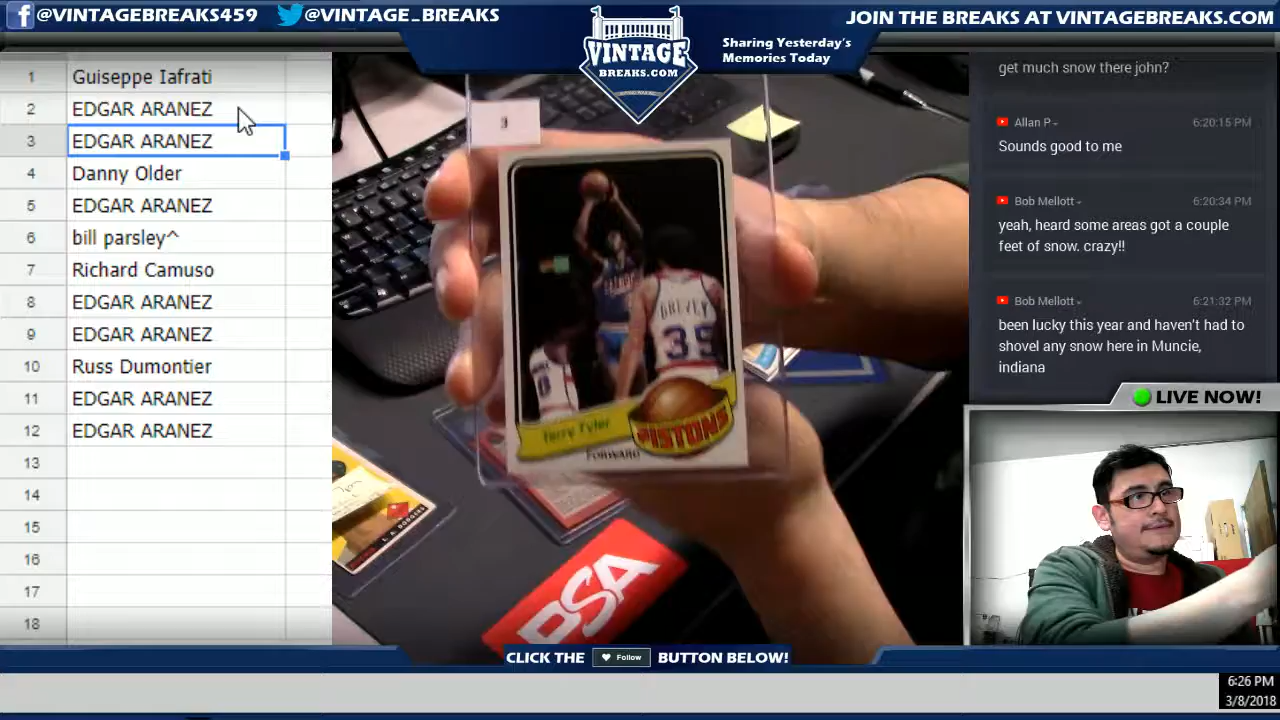 @VINTAGEBREAKS459
@VINTAGE_BREAKS
VINTAGE
BREAKS.COM
Sharing Yesterday's
Memories Today
JOIN THE BREAKS AT VINTAGEBREAKS.COM
1 Guiseppe Iafrati
2 EDGAR ARANEZ
3 EDGAR ARANEZ
4 Danny Older
5 EDGAR ARANEZ
6 bill parsley^
7 Richard Camuso
8 EDGAR ARANEZ
9 EDGAR ARANEZ
10 Russ Dumontier
11 EDGAR ARANEZ
12 EDGAR ARANEZ
13
14
15
16
17
18
GREVEY
35
Terry Tyler
PISTONS
FORWARD
L.A. DODGERS
PSA
get much snow there john?
Allan P 6:20:15 PM
Sounds good to me
Bob Mellott 6:20:34 PM
yeah, heard some areas got a couple
feet of snow. crazy!!
Bob Mellott 6:21:32 PM
been lucky this year and haven't had to
shovel any snow here in Muncie,
indiana
LIVE NOW!
CLICK THE Follow BUTTON BELOW!
6:26 PM
3/8/2018